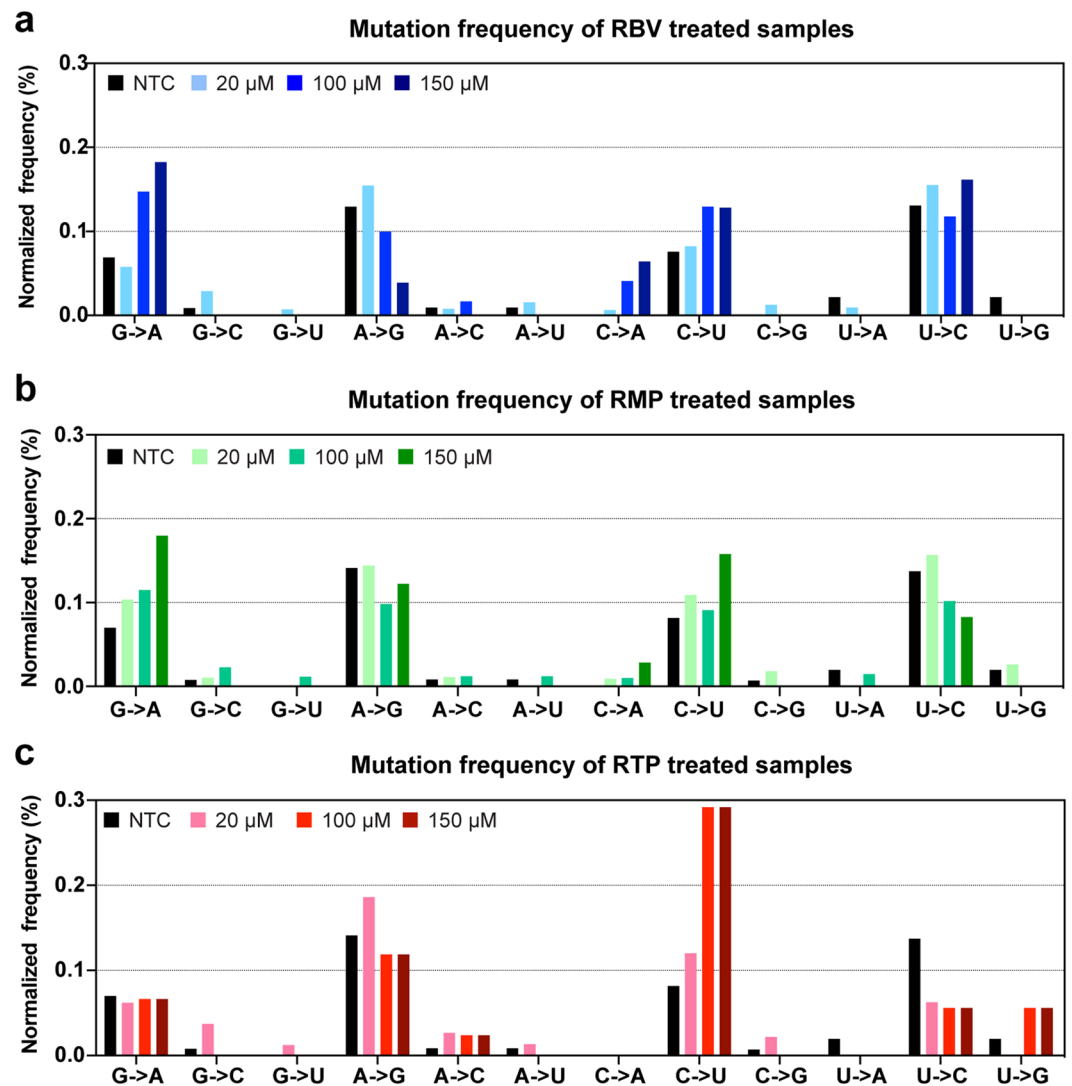 a
Mutation frequency of RBV treated samples
Normalized frequency (%)
0.3
0.2
0.1
0.0
NTC 20 µM 100 µM 150 µM
G->A G->C G->U A->G A->C A->U C->A C->U C->G U->A U->C U->G
b
Mutation frequency of RMP treated samples
Normalized frequency (%)
0.3
0.2
0.1
0.0
NTC 20 µM 100 µM 150 µM
G->A G->C G->U A->G A->C A->U C->A C->U C->G U->A U->C U->G
c
Mutation frequency of RTP treated samples
Normalized frequency (%)
0.3
0.2
0.1
0.0
NTC 20 µM 100 µM 150 µM
G->A G->C G->U A->G A->C A->U C->A C->U C->G U->A U->C U->G